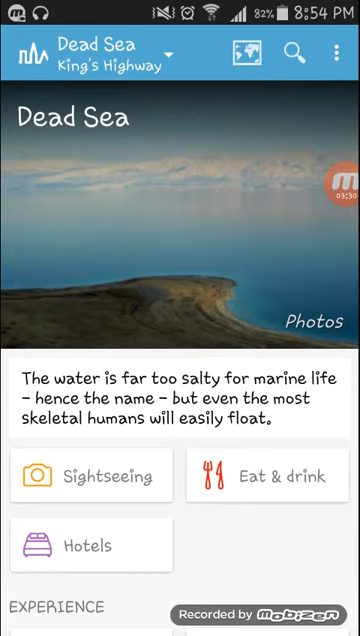 82% 8:54 PM
Dead Sea
King's Highway
Dead Sea
03:30
Photos
The water is far too salty for marine life
– hence the name – but even the most
skeletal humans will easily float.
Sightseeing
Eat & drink
Hotels
EXPERIENCE
Recorded by mobizen